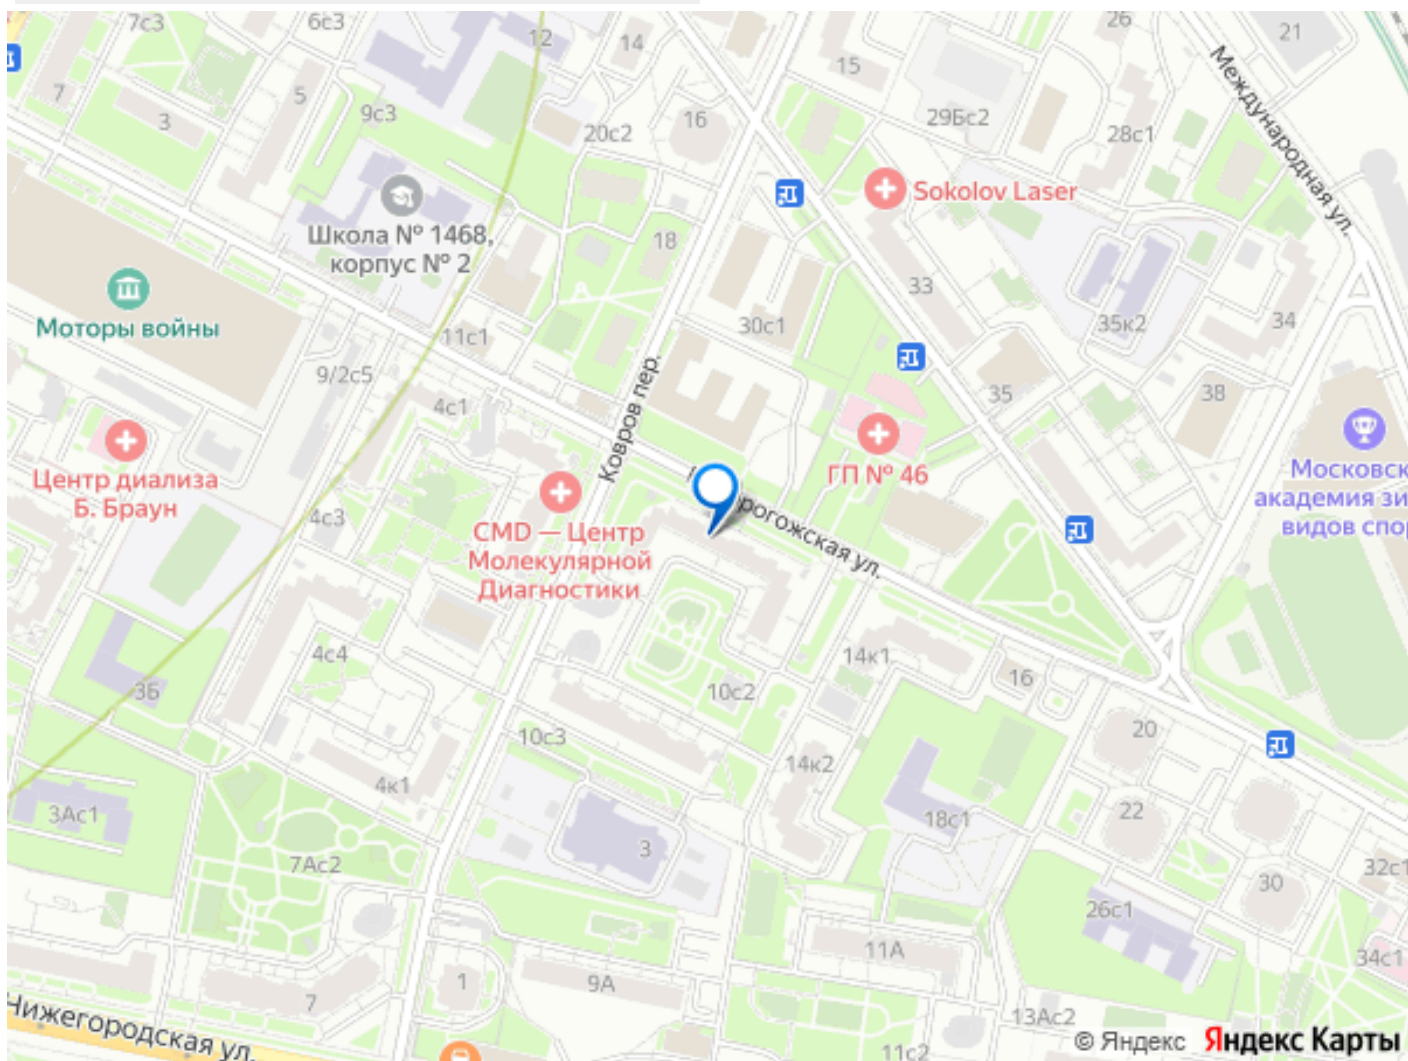 7с3
6с3
12
14
26
21
15
7
5
3
9с3
20с2
16
29Бс2
28с1
Международная ул.
Sokolov Laser
Школа № 1468,
корпус № 2
18
33
Моторы войны
11с1
30с1
35к2
34
9/2с5
Ковров пер.
35
38
4с1
ГП № 46
Московск
академия зи
видов спор
Центр диализа
Б. Браун
4с3
CMD — Центр
Молекулярной
Диагностики
рогожская ул.
4с4
14к1
3Б
10с2
16
10с3
20
4к1
14к2
3Ас1
22
18с1
7Ас2
3
32с1
30
26с1
11А
34с1
7
1
9А
Нижегородская ул.
13Ас2
11с2
© Яндекс Яндекс Карты